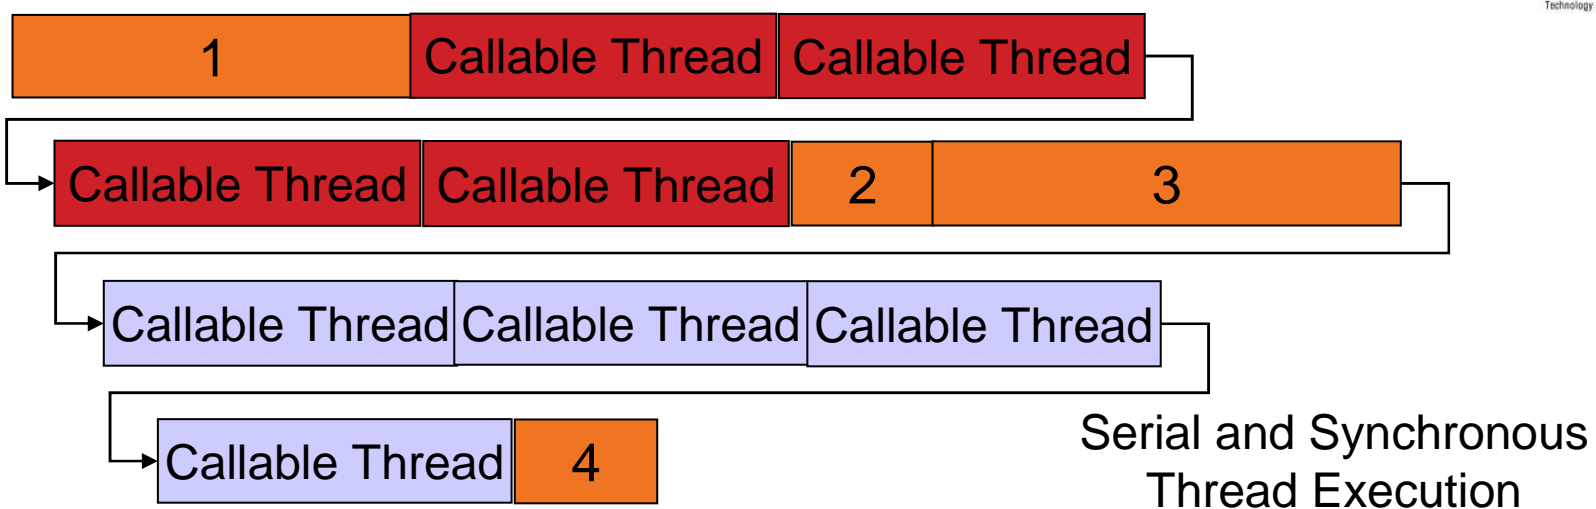 Technology
1 Callable Thread Callable Thread
Callable Thread Callable Thread 2 3
Callable Thread Callable Thread Callable Thread
Callable Thread 4
Serial and Synchronous
Thread Execution